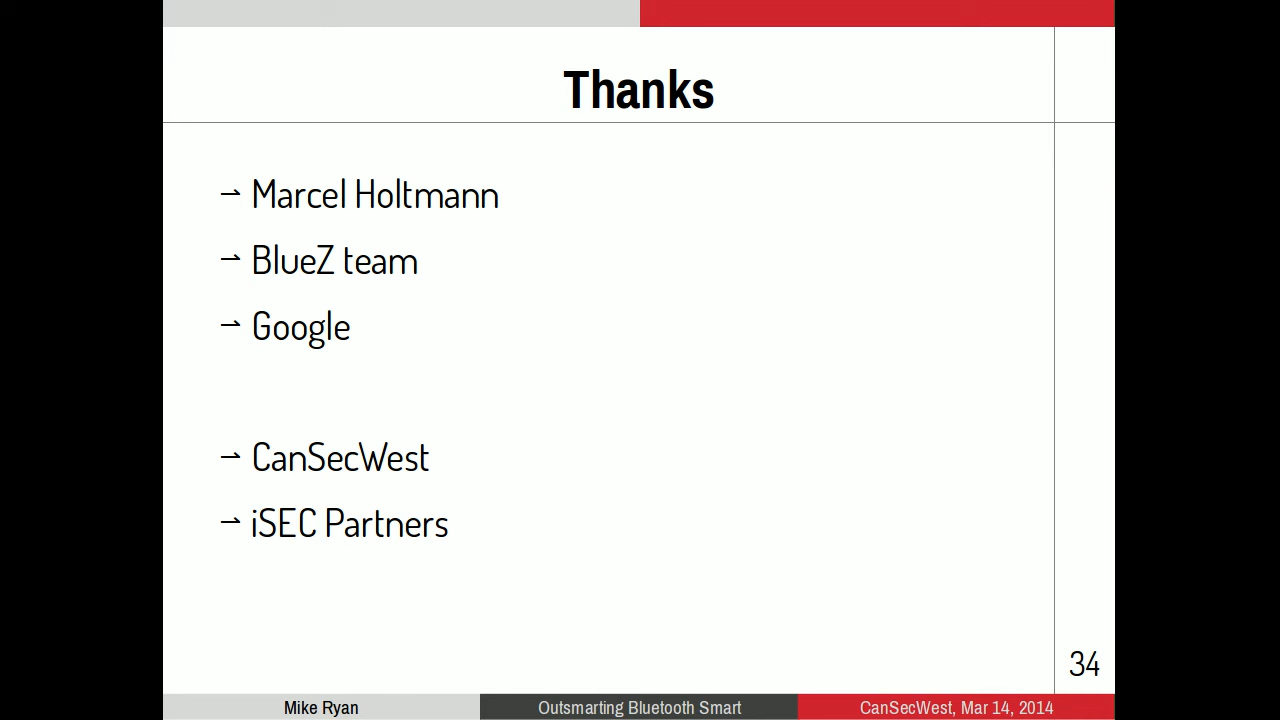 Thanks
⇀ Marcel Holtmann
⇀ BlueZ team
⇀ Google
⇀ CanSecWest
⇀ iSEC Partners
34
Mike Ryan
Outsmarting Bluetooth Smart
CanSecWest, Mar 14, 2014